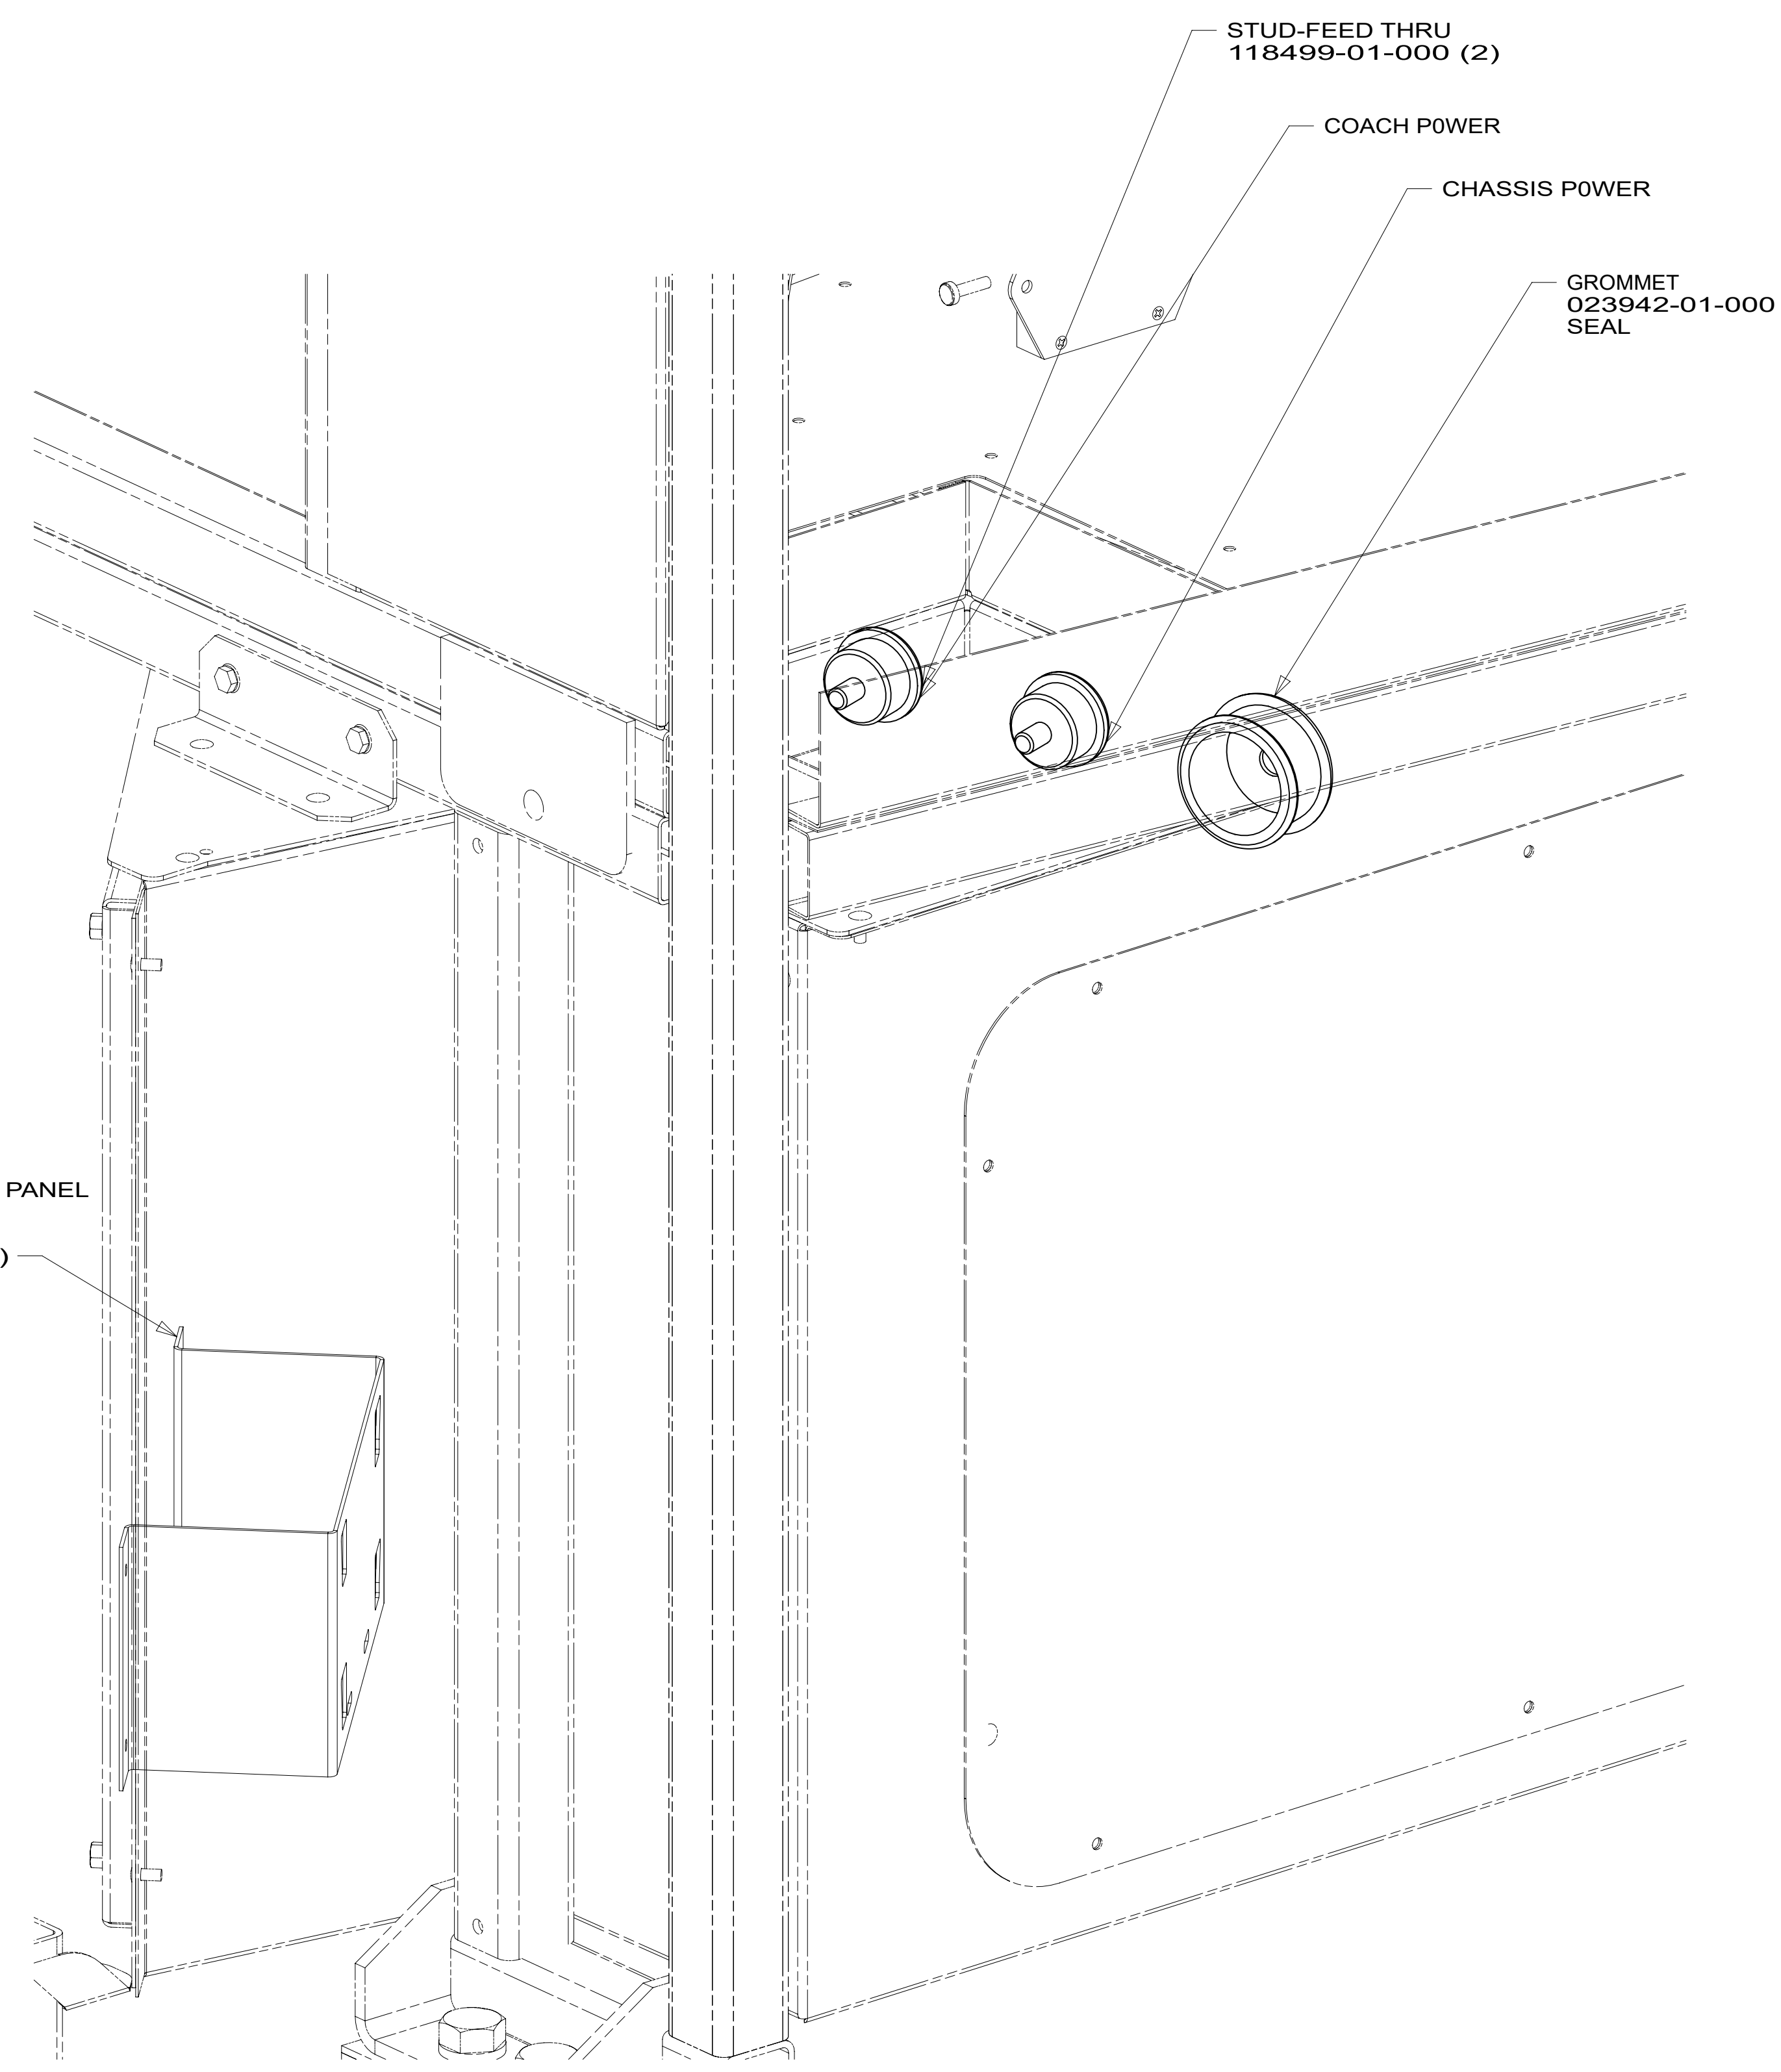 STUD-FEED THRU
118499-01-000 (2)
COACH P0WER
CHASSIS P0WER
GROMMET
023942-01-000
SEAL
PANEL
)